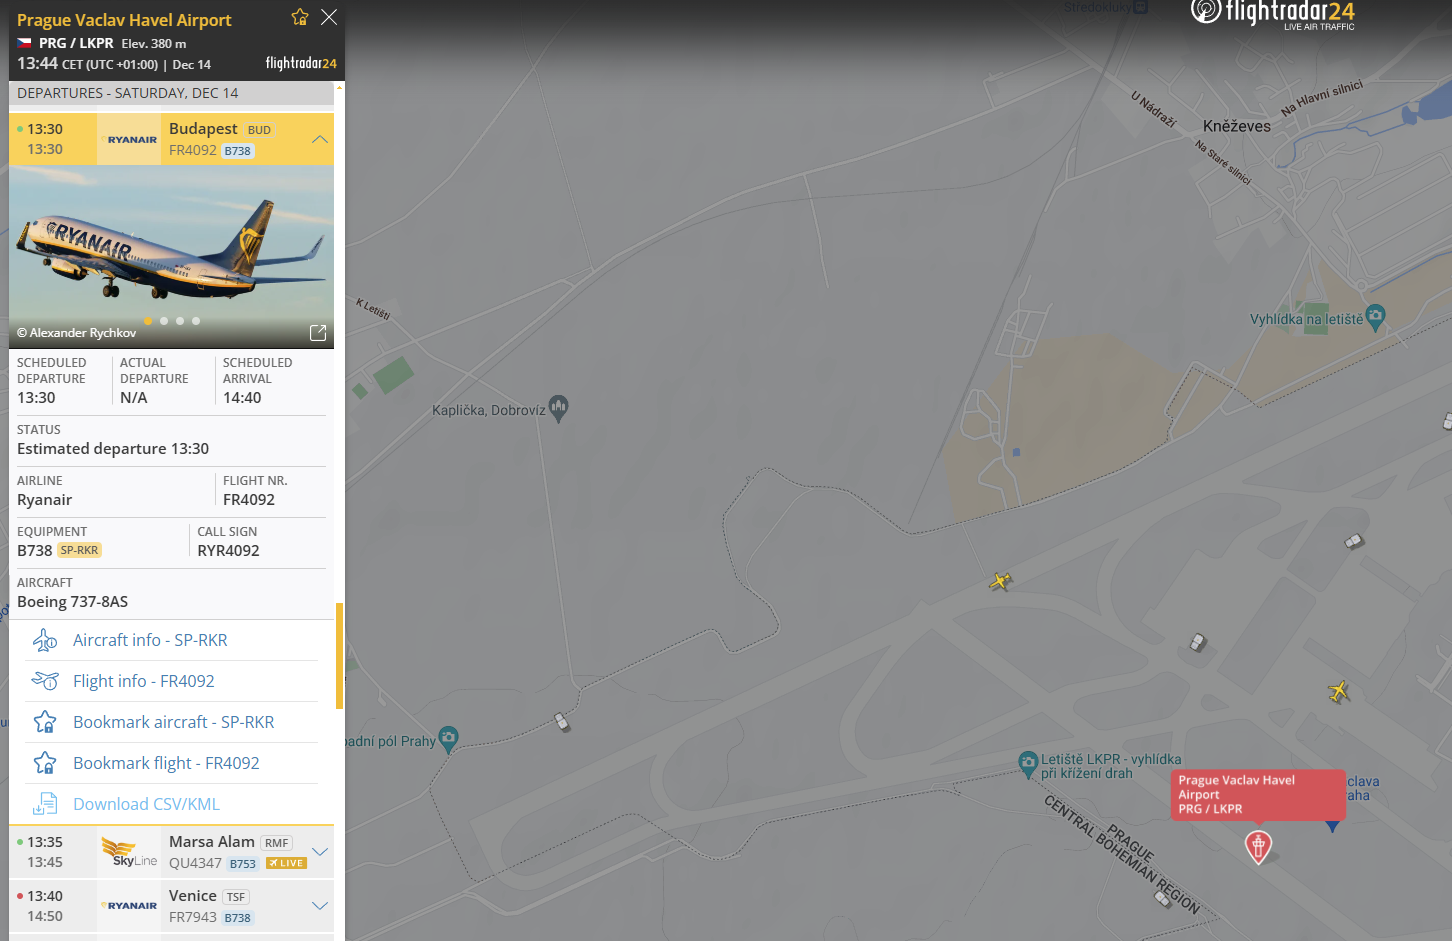 Prague Vaclav Havel Airport
PRG / LKPR Elev. 380 m
13:44 CET (UTC +01:00) | Dec 14
flightradar24
DEPARTURES - SATURDAY, DEC 14
13:30
13:30
RYANAIR
Budapest BUD
FR4092 B738
RYANAIR
© Alexander Rychkov
SCHEDULED DEPARTURE
13:30
ACTUAL DEPARTURE
N/A
SCHEDULED ARRIVAL
14:40
STATUS
Estimated departure 13:30
AIRLINE
Ryanair
FLIGHT NR.
FR4092
EQUIPMENT
B738 SP-RKR
CALL SIGN
RYR4092
AIRCRAFT
Boeing 737-8AS
Aircraft info - SP-RKR
Flight info - FR4092
Bookmark aircraft - SP-RKR
Bookmark flight - FR4092
Download CSV/KML
13:35
13:45
SkyLine
Marsa Alam RMF
QU4347 B753 LIVE
13:40
14:50
RYANAIR
Venice TSF
FR7943 B738
Středokluky
flightradar24
LIVE AIR TRAFFIC
U Nádraží
Na Hlavní silnici
Kněževes
Na Staré silnici
K Letišti
Vyhlídka na letiště
Kaplička, Dobrovíz
padní pól Prahy
Letiště LKPR - vyhlídka
při křížení drah
Prague Vaclav Havel
Airport
PRG / LKPR
clava
raha
PRAGUE
CENTRAL BOHEMIAN REGION